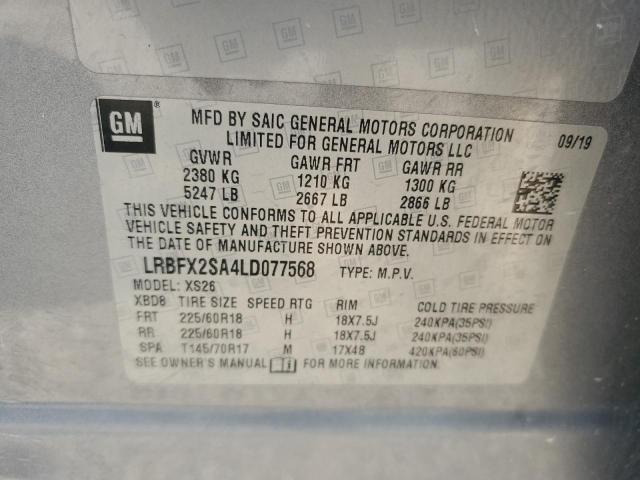 GM
MFD BY SAIC GENERAL MOTORS CORPORATION
LIMITED FOR GENERAL MOTORS LLC
09/19
GVWR GAWR FRT GAWR RR
2380 KG 1210 KG 1300 KG
5247 LB 2667 LB 2866 LB
THIS VEHICLE CONFORMS TO ALL APPLICABLE U.S. FEDERAL MOTOR
VEHICLE SAFETY AND THEFT PREVENTION STANDARDS IN EFFECT ON
THE DATE OF MANUFACTURE SHOWN ABOVE.
LRBFX2SA4LD077568 TYPE: M.P.V.
MODEL: XS26
XBD8 TIRE SIZE SPEED RTG RIM COLD TIRE PRESSURE
FRT 225/60R18 H 18X7.5J 240KPA(35PSI)
RR 225/60R18 H 18X7.5J 240KPA(35PSI)
SPA T145/70R17 M 17X4B 420KPA(60PSI)
SEE OWNER'S MANUAL FOR MORE INFORMATION.